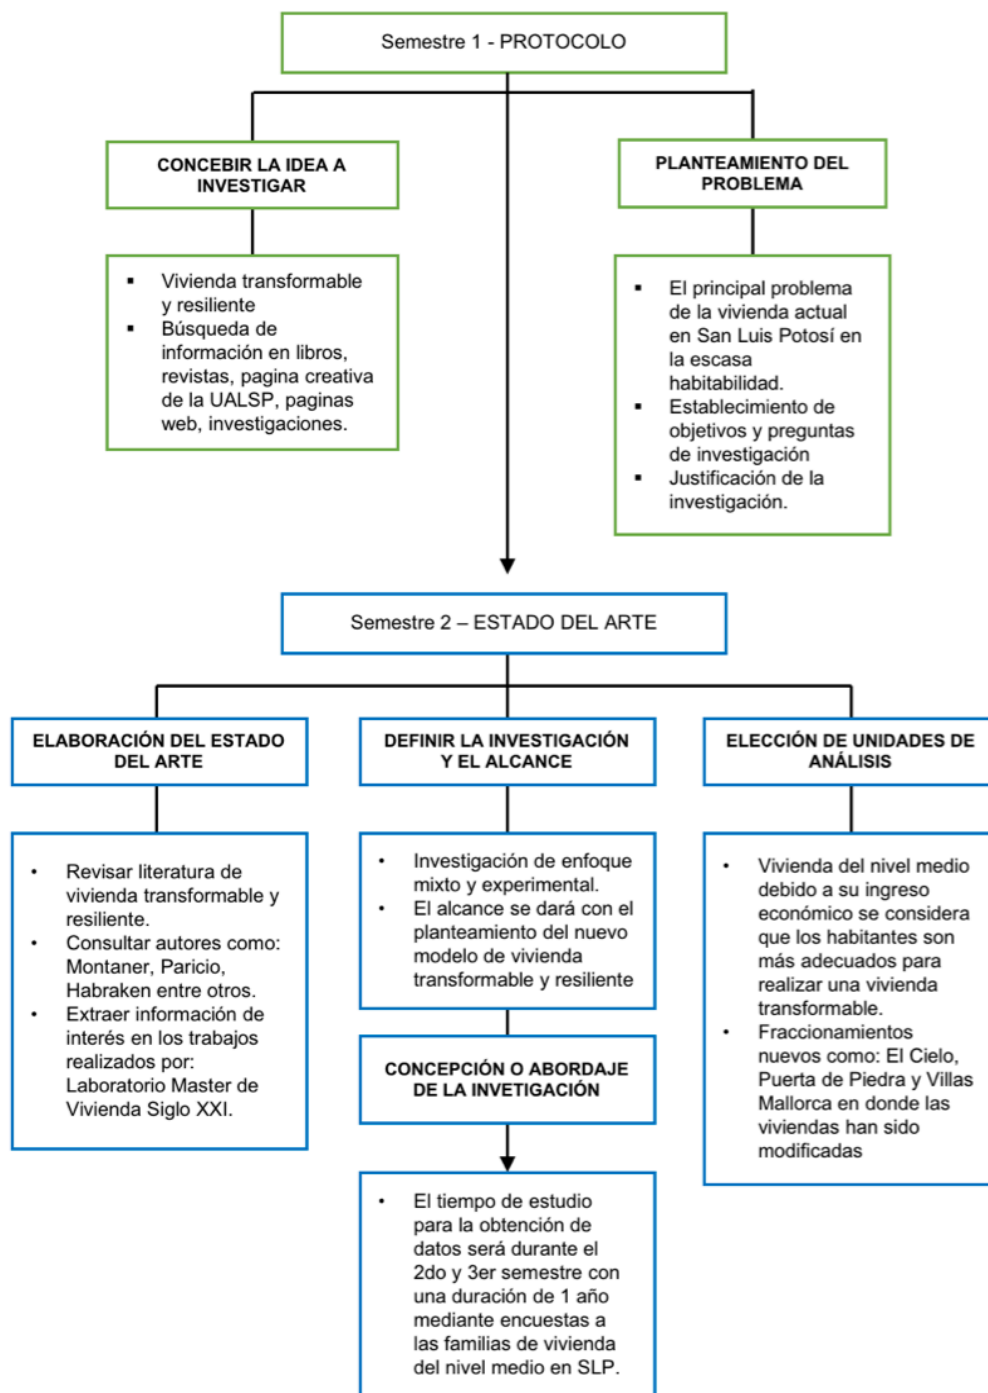 Semestre 1 - PROTOCOLO
CONCEBIR LA IDEA A
INVESTIGAR
▪ Vivienda transformable
y resiliente
▪ Búsqueda de
información en libros,
revistas, pagina creativa
de la UALSP, paginas
web, investigaciones.
PLANTEAMIENTO DEL
PROBLEMA
▪ El principal problema
de la vivienda actual
en San Luis Potosí en
la escasa
habitabilidad.
▪ Establecimiento de
objetivos y preguntas
de investigación
▪ Justificación de la
investigación.
Semestre 2 – ESTADO DEL ARTE
ELABORACIÓN DEL ESTADO
DEL ARTE
• Revisar literatura de
vivienda transformable y
resiliente.
• Consultar autores como:
Montaner, Paricio,
Habraken entre otros.
• Extraer información de
interés en los trabajos
realizados por:
Laboratorio Master de
Vivienda Siglo XXI.
DEFINIR LA INVESTIGACIÓN
Y EL ALCANCE
• Investigación de enfoque
mixto y experimental.
• El alcance se dará con el
planteamiento del nuevo
modelo de vivienda
transformable y resiliente
CONCEPCIÓN O ABORDAJE
DE LA INVETIGACIÓN
• El tiempo de estudio
para la obtención de
datos será durante el
2do y 3er semestre con
una duración de 1 año
mediante encuestas a
las familias de vivienda
del nivel medio en SLP.
ELECCIÓN DE UNIDADES DE
ANÁLISIS
• Vivienda del nivel medio
debido a su ingreso
económico se considera
que los habitantes son
más adecuados para
realizar una vivienda
transformable.
• Fraccionamientos
nuevos como: El Cielo,
Puerta de Piedra y Villas
Mallorca en donde las
viviendas han sido
modificadas